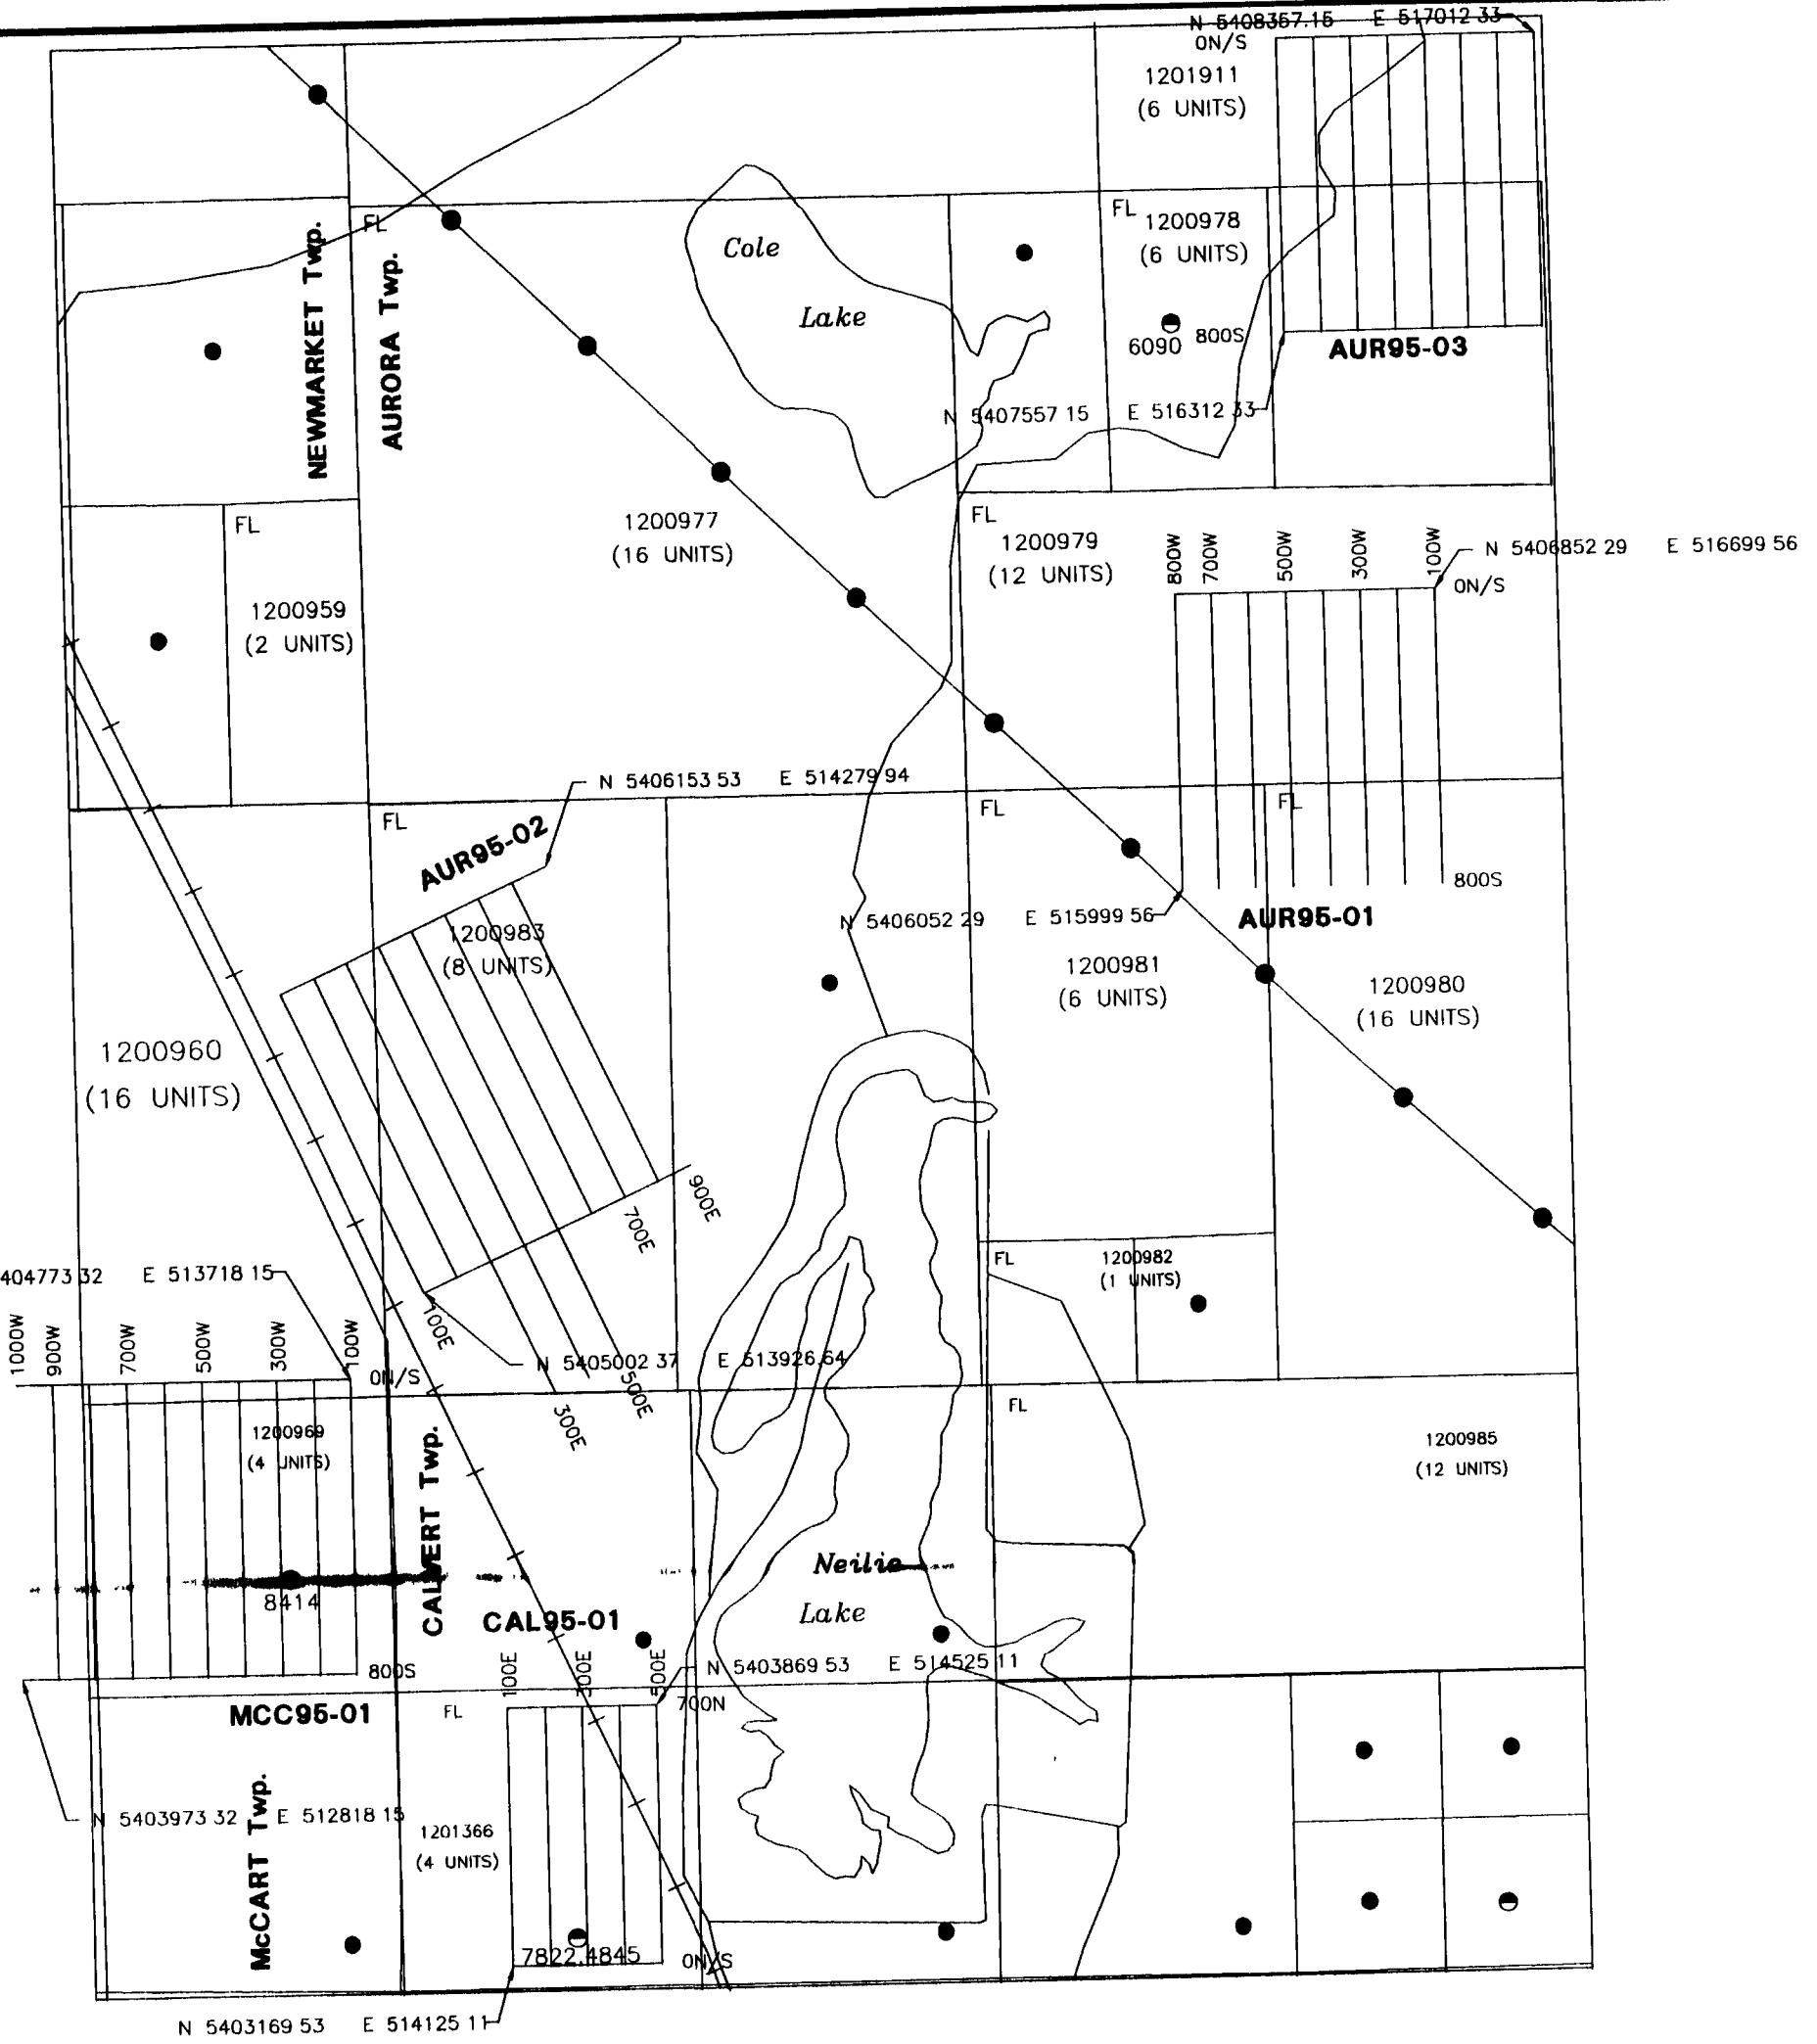 N 5408357.15 E 517012 33
0N/S
1201911
(6 UNITS)
FL
FL
1200978
(6 UNITS)
Cole
Lake
NEWMARKET Twp.
AURORA Twp.
6090
800S
AUR95-03
N 5407557 15 E 516312 33
FL
1200977
(16 UNITS)
FL
1200979
(12 UNITS)
800W
700W
500W
300W
100W
N 5406852 29 E 516699 56
0N/S
1200959
(2 UNITS)
N 5406153 53 E 514279 94
FL
FL
FL
AUR95-02
800S
N 5406052 29 E 515999 56
AUR95-01
1200983
(8 UNITS)
1200981
(6 UNITS)
1200980
(16 UNITS)
1200960
(16 UNITS)
900E
700E
FL
1200982
(1 UNITS)
404773 32 E 513718 15
100E
1000W
900W
700W
500W
300W
100W
0N/S
N 5405002 37 E 513926.64
500E
300E
FL
1200969
(4 UNITS)
1200985
(12 UNITS)
CALVERT Twp.
Neilie
Lake
8414
CAL95-01
800S
100E
300E
500E
N 5403869 53 E 514525 11
700N
MCC95-01
FL
N 5403973 32 E 512818 15
McCART Twp.
1201366
(4 UNITS)
7822,4845
0N/S
N 5403169 53 E 514125 11